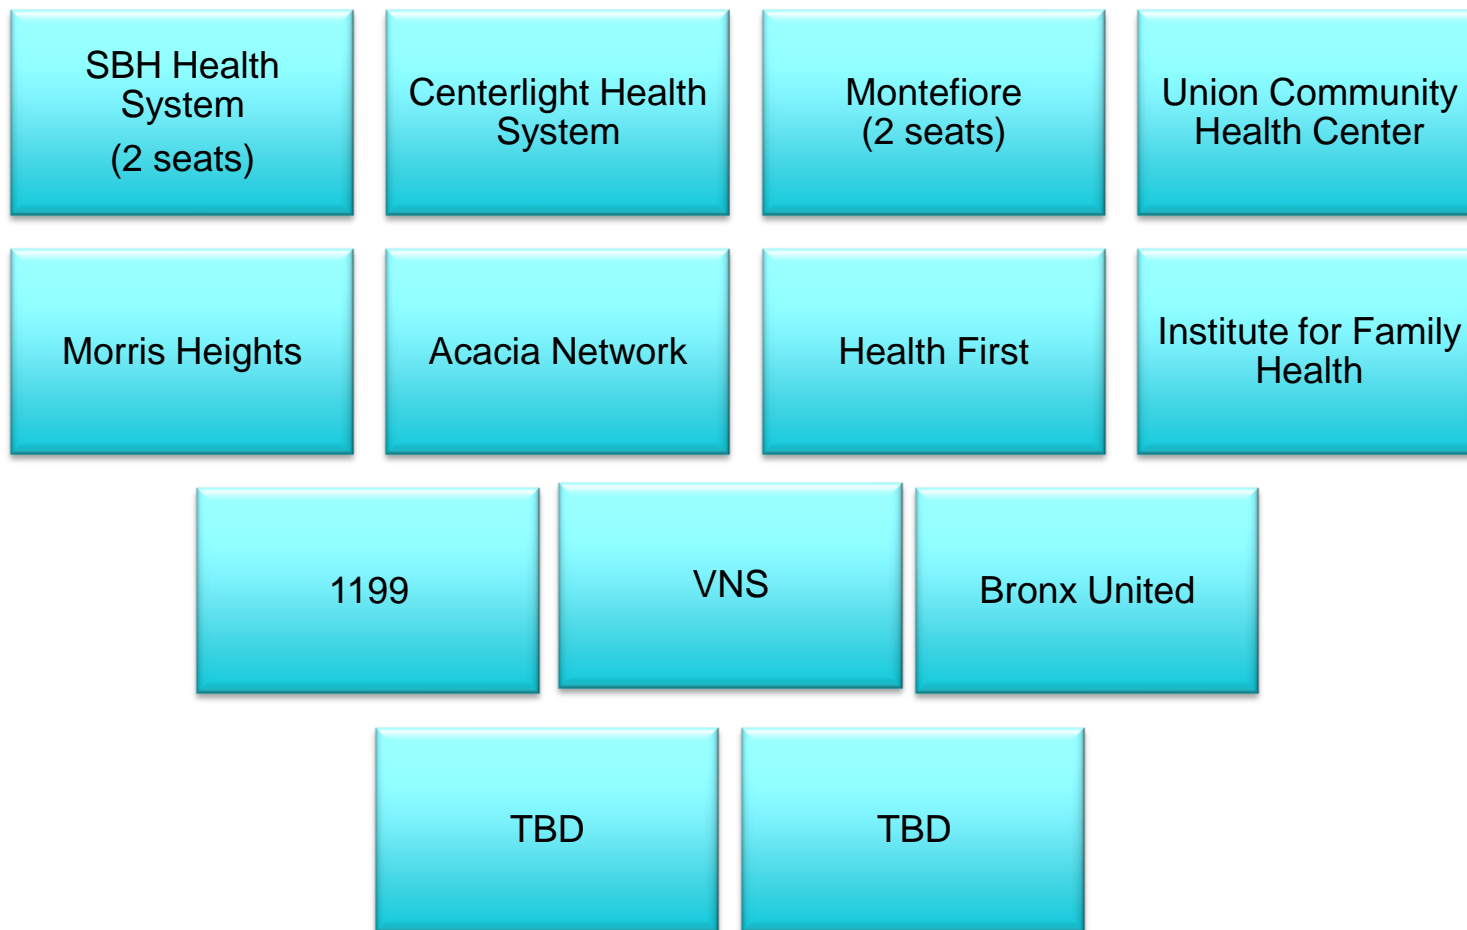 SBH Health
System
(2 seats)
Centerlight Health
System
Montefiore
(2 seats)
Union Community
Health Center
Morris Heights
Acacia Network
Health First
Institute for Family
Health
1199
VNS
Bronx United
TBD
TBD